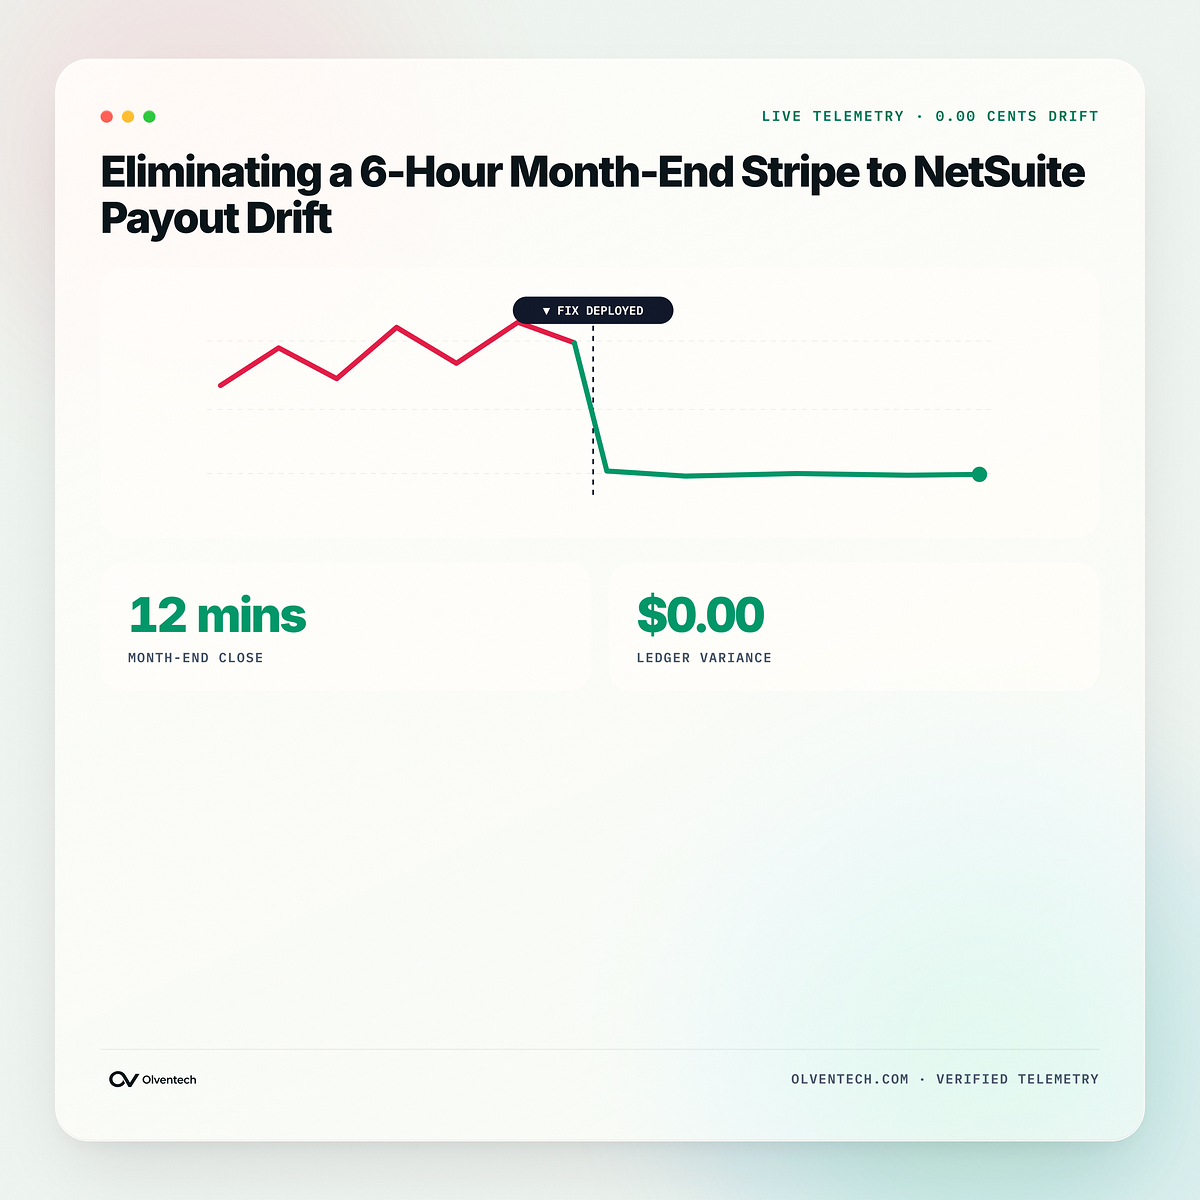 LIVE TELEMETRY · 0.00 CENTS DRIFT
Eliminating a 6-Hour Month-End Stripe to NetSuite
Payout Drift
▼ FIX DEPLOYED
12 mins
MONTH-END CLOSE
$0.00
LEDGER VARIANCE
Olventech
OLVENTECH.COM · VERIFIED TELEMETRY